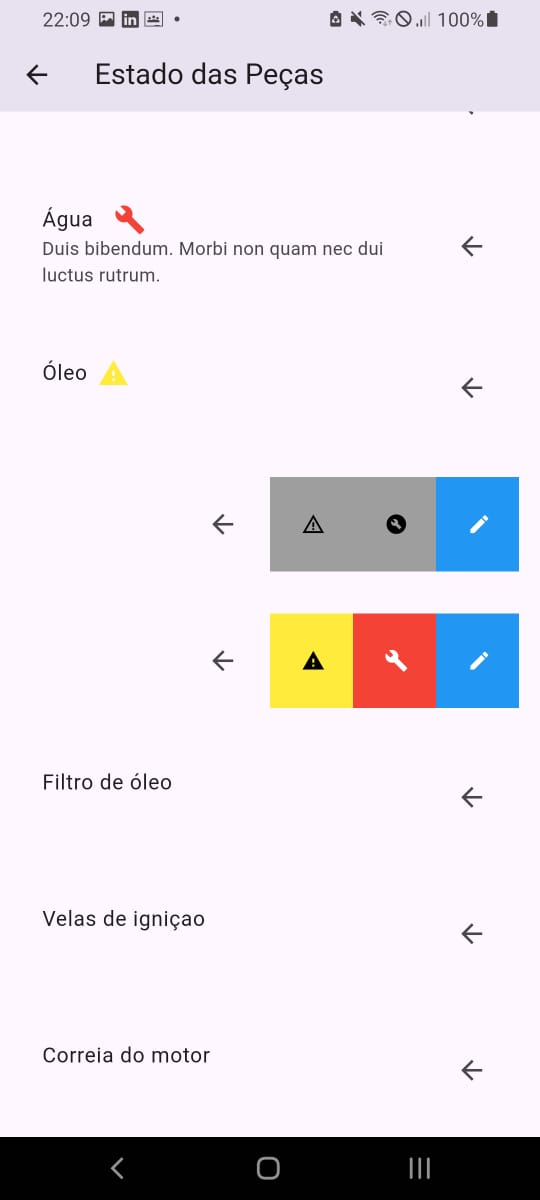 22:09 100%
Estado das Peças
Água
Duis bibendum. Morbi non quam nec dui
luctus rutrum.
Óleo
Filtro de óleo
Velas de igniçao
Correia do motor